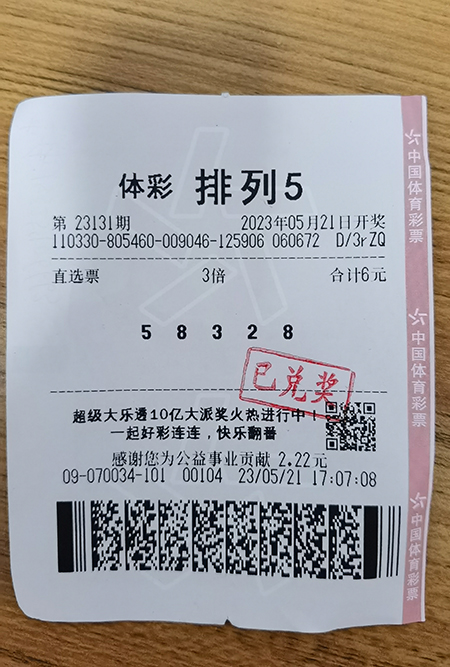 体彩 排列5
第 23131期 2023年05月21日开奖
110330-805460-009046-125906 060672 D/3rZQ
直选票 3倍 合计6元
5 8 3 2 8
已兑奖
超级大乐透10亿大派奖火热进行中！
一起好彩连连，快乐翻番
感谢您为公益事业贡献 2.22元
09-070034-101 00104 23/05/21 17:07:08
中国体育彩票
中国体育彩票
中国体育彩票